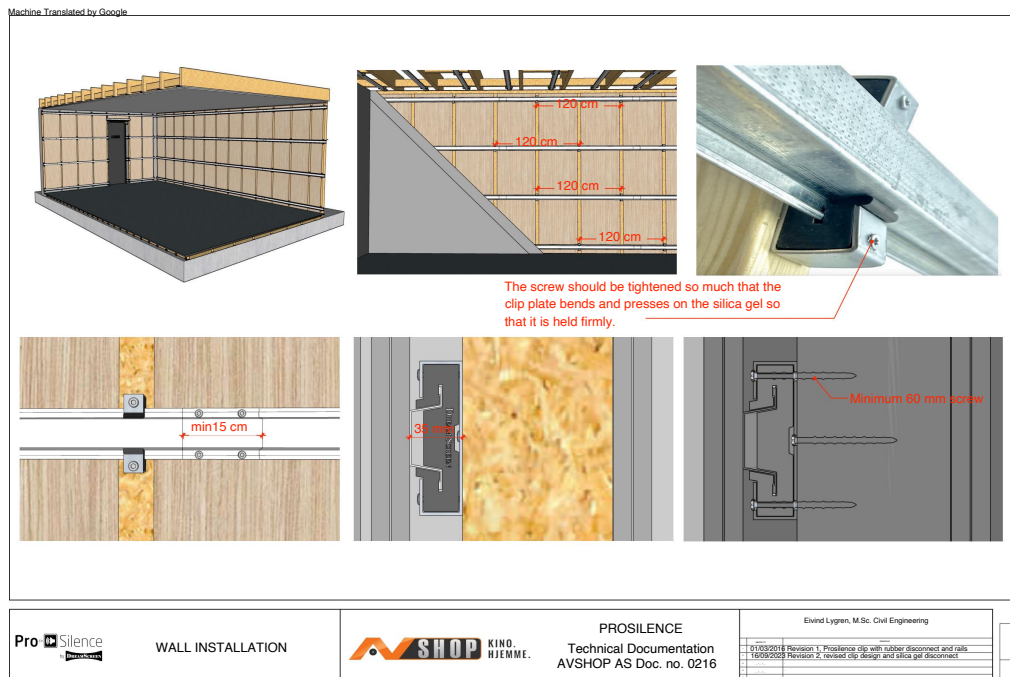 Machine Translated by Google
120 cm
120 cm
120 cm
120 cm
The screw should be tightened so much that the
clip plate bends and presses on the silica gel so
that it is held firmly.
min15 cm
Minimum 60 mm screw
Pro Silence
by DREAMSCREEN
WALL INSTALLATION
AVSHOP KINO.
HJEMME.
PROSILENCE
Technical Documentation
AVSHOP AS Doc. no. 0216
Eivind Lygren, M.Sc. Civil Engineering
01/03/2016 Revision 1, Prosilence clip with rubber disconnect and rails
16/09/2023 Revision 2, revised clip design and silica gel disconnect